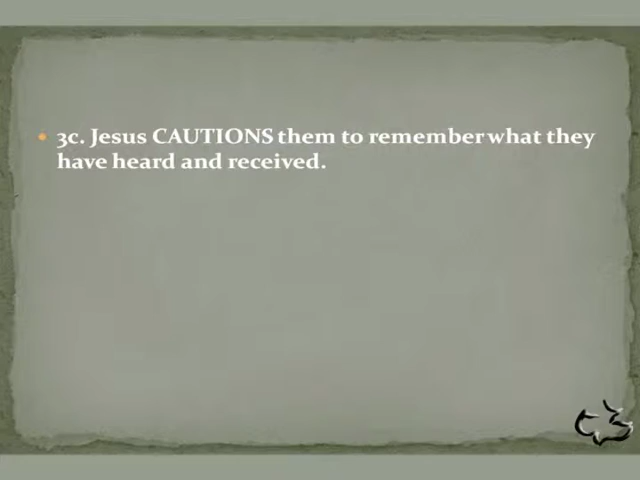 3c. Jesus CAUTIONS them to remember what they
have heard and received.